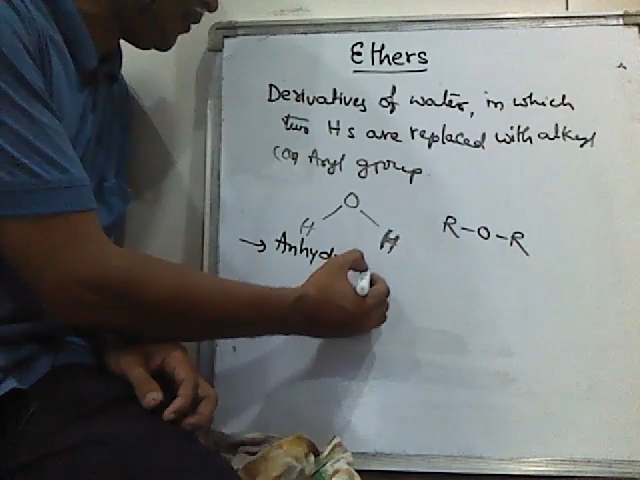 Ethers
Derivatives of water, in which
two Hs are replaced with alkyl
(or) Aryl group.
O
H H
R-O-R
→ Anhyd